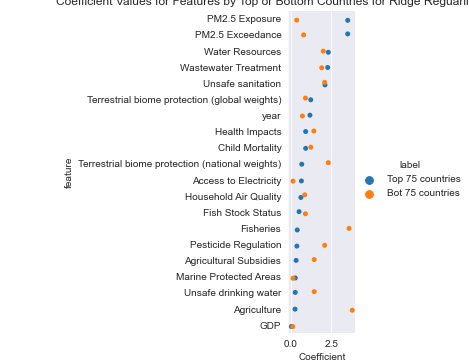 Coefficient Values for Features by Top or Bottom Countries for Ridge
PM2.5 Exposure
PM2.5 Exceedance
Water Resources
Wastewater Treatment
Unsafe sanitation
Terrestrial biome protection (global weights)
year
Health Impacts
Child Mortality
Terrestrial biome protection (national weights)
Access to Electricity
Household Air Quality
Fish Stock Status
Fisheries
Pesticide Regulation
Agricultural Subsidies
Marine Protected Areas
Unsafe drinking water
Agriculture
GDP
feature
0.0 2.5
Coefficient
label
Top 75 countries
Bot 75 countries